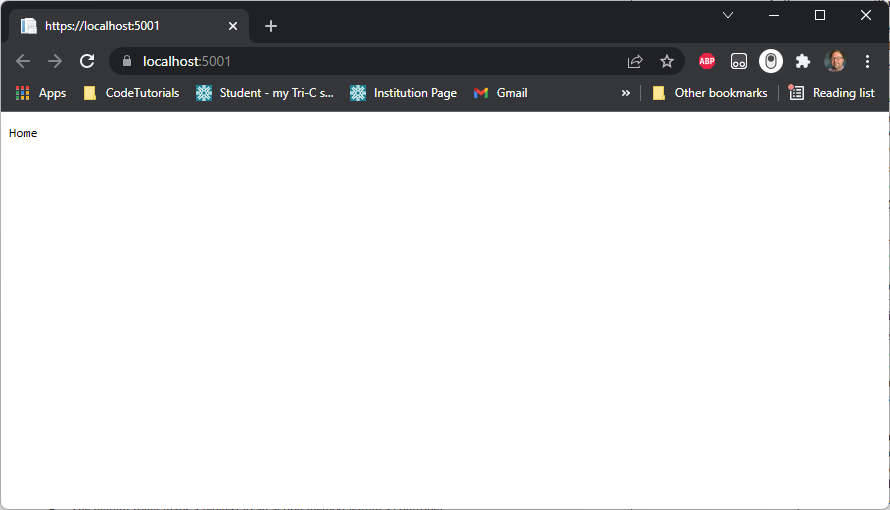 https://localhost:5001
localhost:5001
ABP
Apps CodeTutorials Student - my Tri-C s... Institution Page Gmail » Other bookmarks Reading list
Home